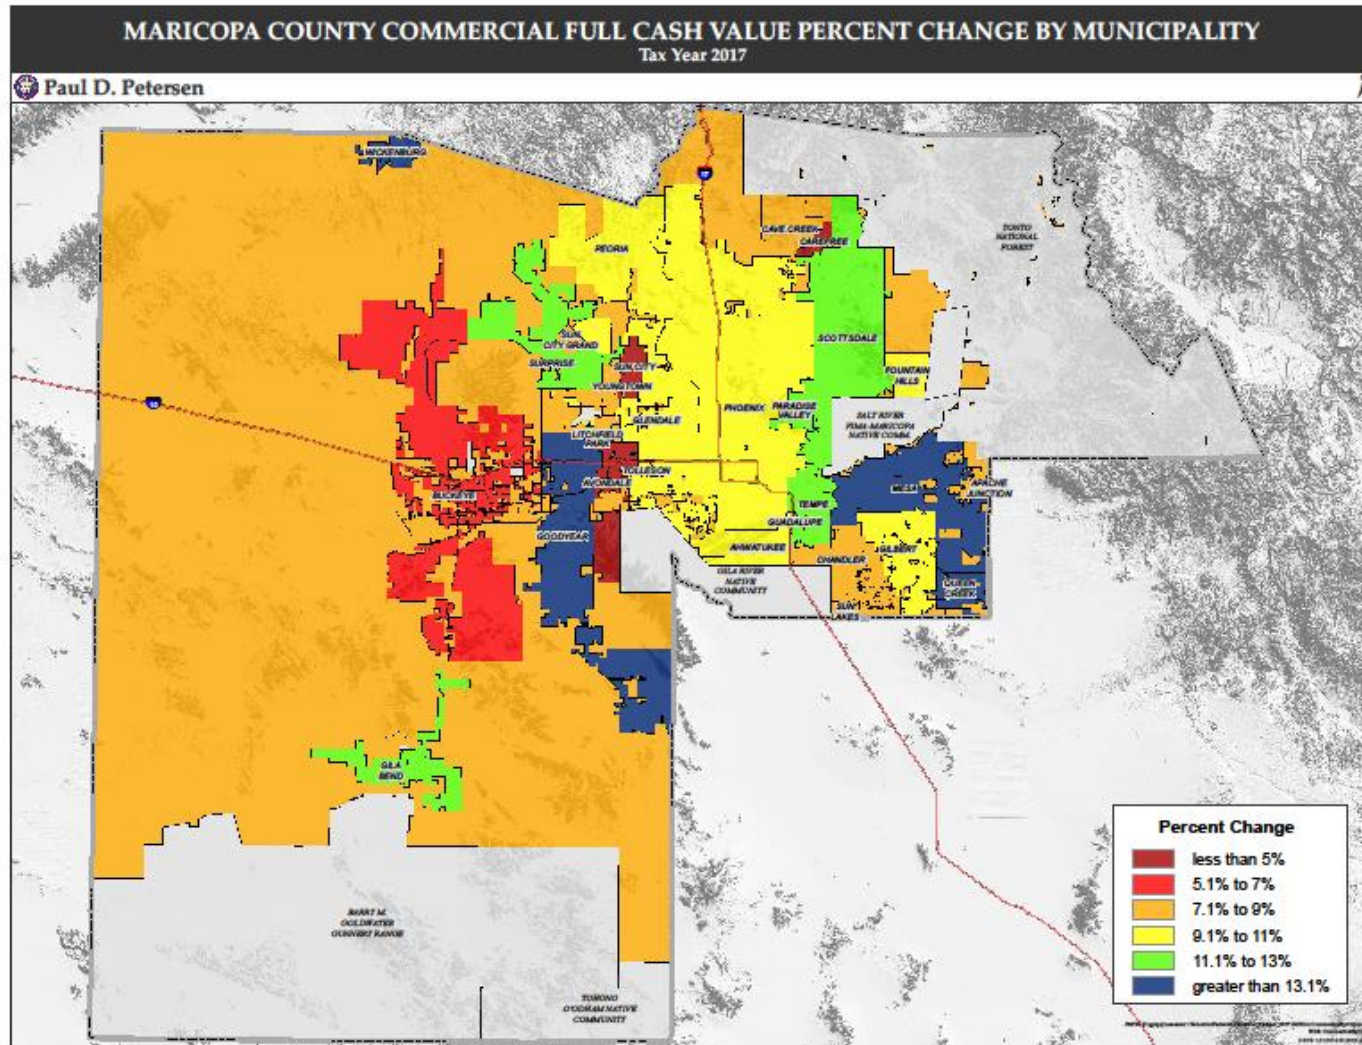 MARICOPA COUNTY COMMERCIAL FULL CASH VALUE PERCENT CHANGE BY MUNICIPALITY
Tax Year 2017
Paul D. Petersen
WICKENBURG
17
CAVE CREEK
CAREFREE
TONTO
NATIONAL
FOREST
PEORIA
SUN
CITY GRAND
SURPRISE
SCOTTSDALE
SUN CITY
YOUNGTOWN
FOUNTAIN
HILLS
PHOENIX
PARADISE
VALLEY
GLENDALE
SALT RIVER
PIMA-MARICOPA
NATIVE COMM.
LITCHFIELD
PARK
TOLLESON
AVONDALE
BUCKEYE
MESA
APACHE
JUNCTION
TEMPE
GUADALUPE
GOODYEAR
AHWATUKEE
CHANDLER
GILBERT
GILA RIVER
NATIVE
COMMUNITY
QUEEN
CREEK
SUN
LAKES
GILA
BEND
BARRY M.
GOLDWATER
GUNNERY RANGE
TOHONO
O'ODHAM NATIVE
COMMUNITY
Percent Change
less than 5%
5.1% to 7%
7.1% to 9%
9.1% to 11%
11.1% to 13%
greater than 13.1%